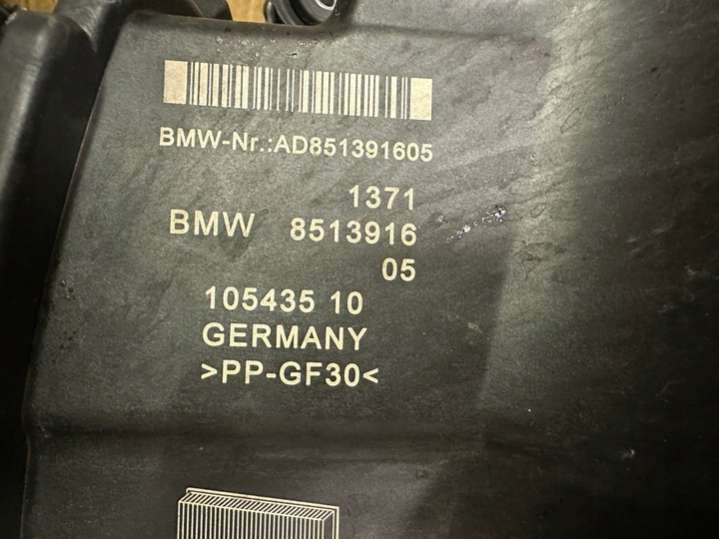 BMW-Nr.:AD851391605
1371
BMW 8513916
05
105435 10
GERMANY
>PP-GF30<